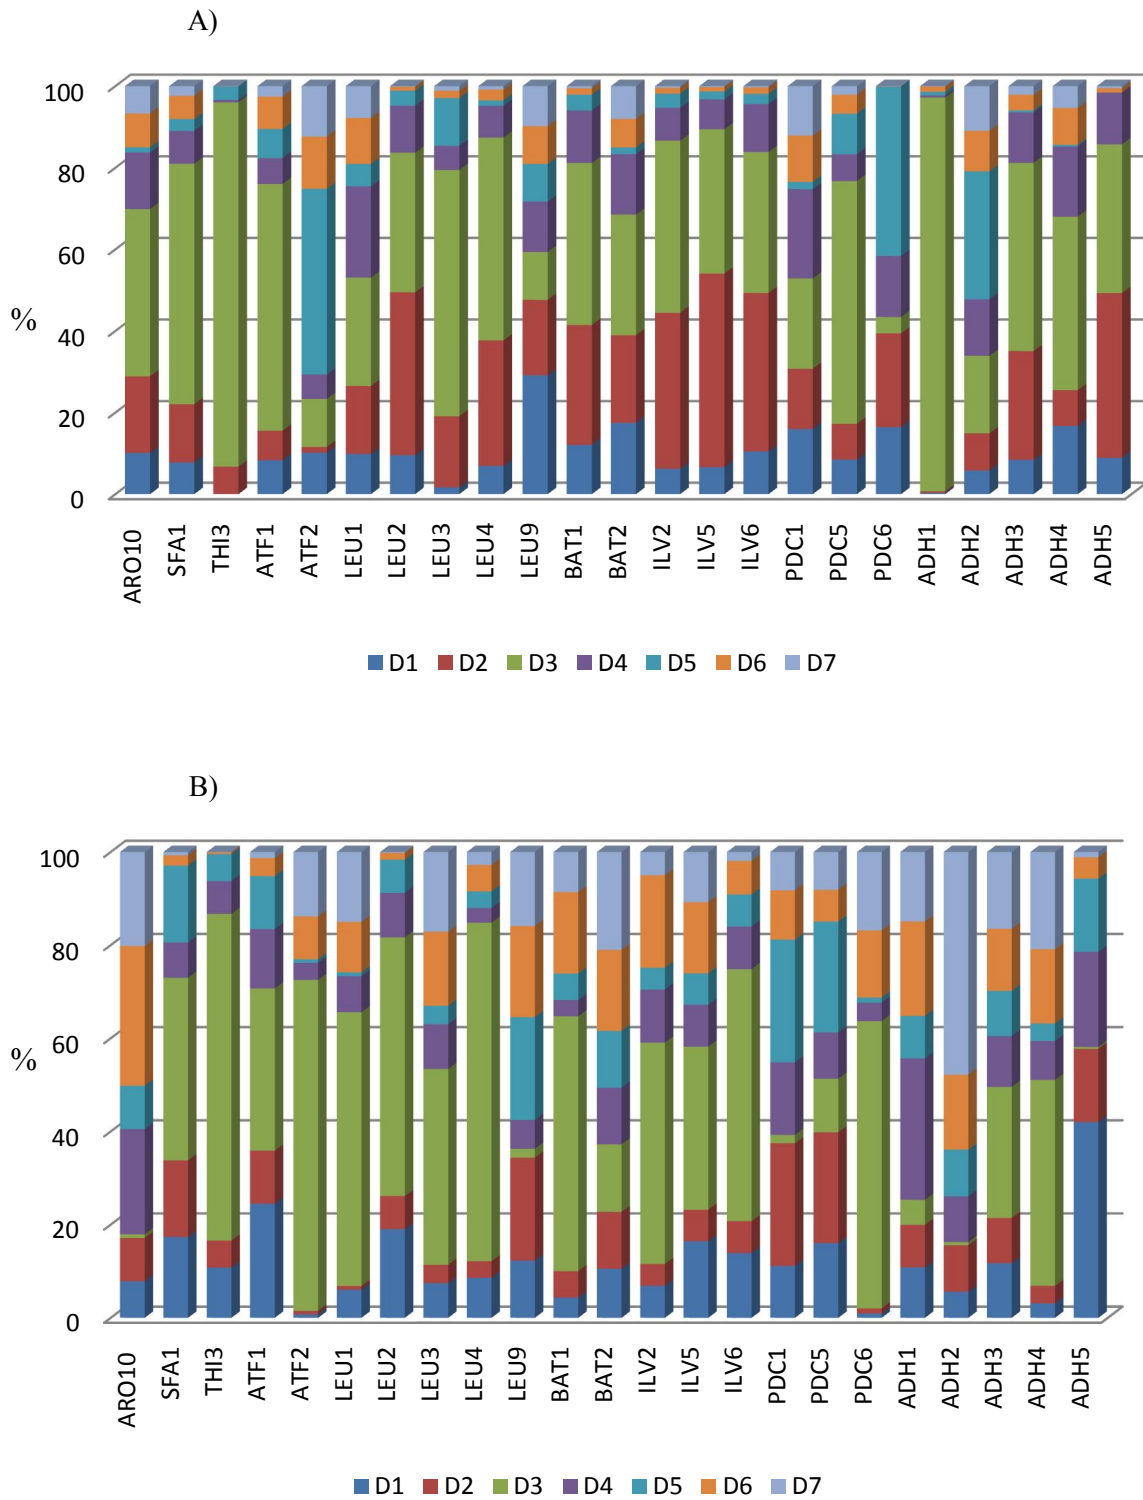 A)
100
80
60
%
40
20
0
ARO10 SFA1 THI3 ATF1 ATF2 LEU1 LEU2 LEU3 LEU4 LEU9 BAT1 BAT2 ILV2 ILV5 ILV6 PDC1 PDC5 PDC6 ADH1 ADH2 ADH3 ADH4 ADH5
D1 D2 D3 D4 D5 D6 D7
B)
100
80
60
%
40
20
0
ARO10 SFA1 THI3 ATF1 ATF2 LEU1 LEU2 LEU3 LEU4 LEU9 BAT1 BAT2 ILV2 ILV5 ILV6 PDC1 PDC5 PDC6 ADH1 ADH2 ADH3 ADH4 ADH5
D1 D2 D3 D4 D5 D6 D7